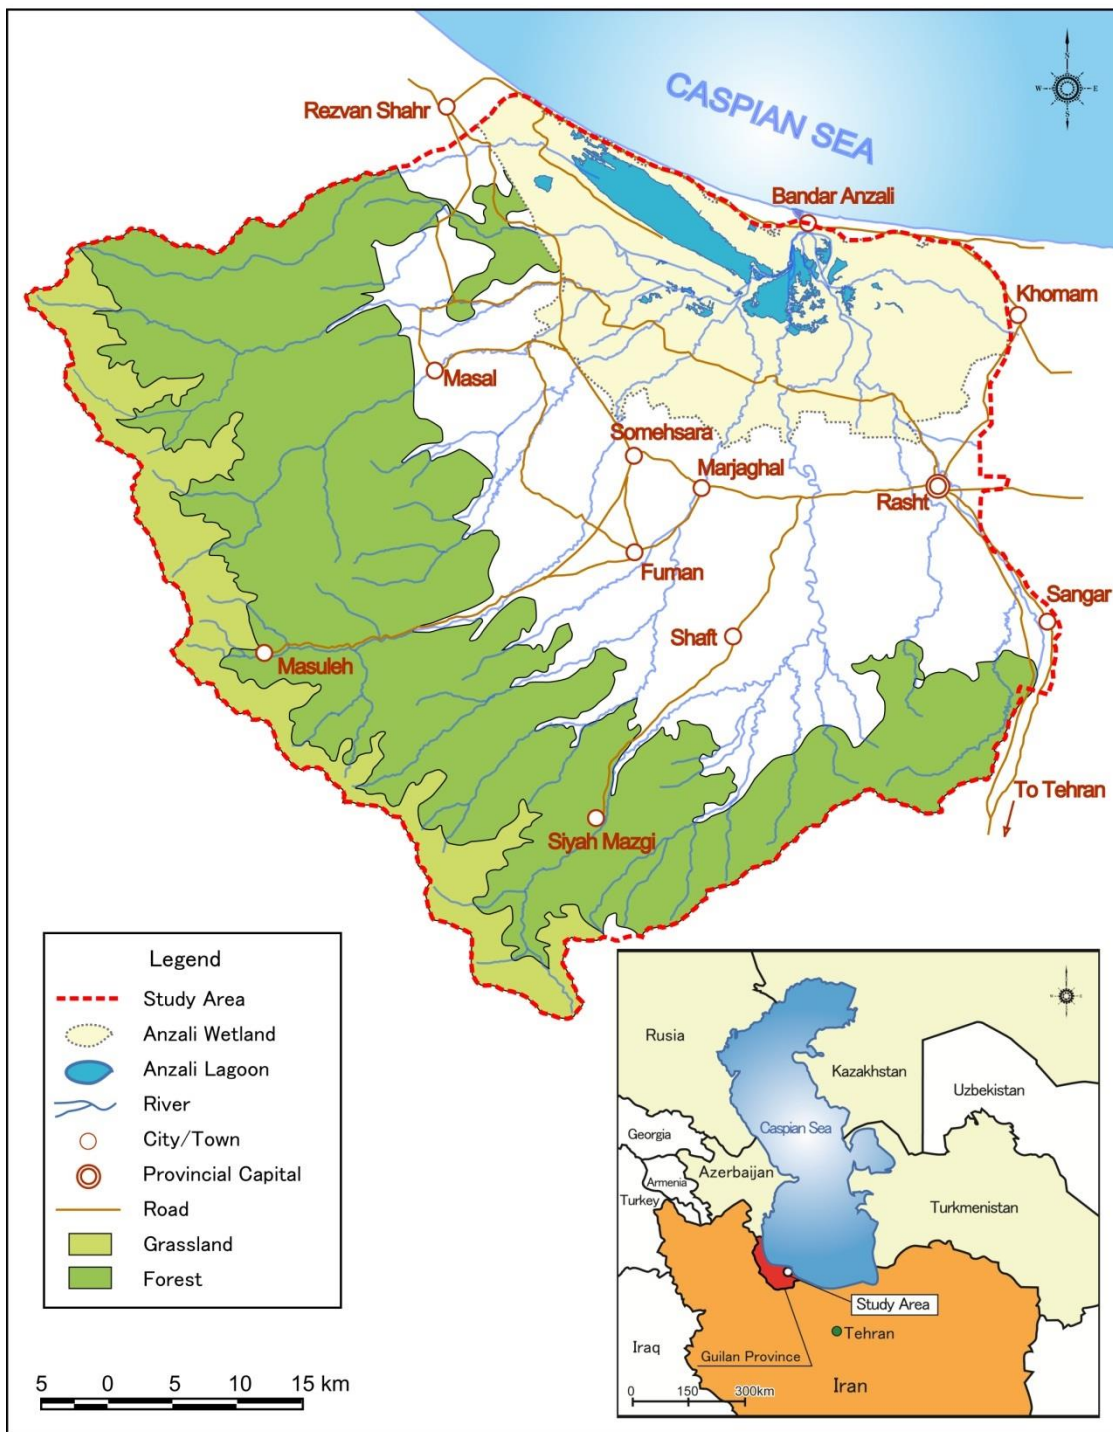 CASPIAN SEA
N
W
E
S
Rezvan Shahr
Bandar Anzali
Khomam
Masal
Somehsara
Marjaghal
Rasht
Fuman
Sangar
Shaft
Masuleh
To Tehran
Siyah Mazgi
Legend
Study Area
Anzali Wetland
Anzali Lagoon
River
City/Town
Provincial Capital
Road
Grassland
Forest
5 0 5 10 15 km
Rusia
Kazakhstan
Uzbekistan
Caspian Sea
Georgia
Azerbaijan
Armenia
Turkey
Turkmenistan
Study Area
Tehran
Iraq
Guilan Province
Iran
0 150 300km